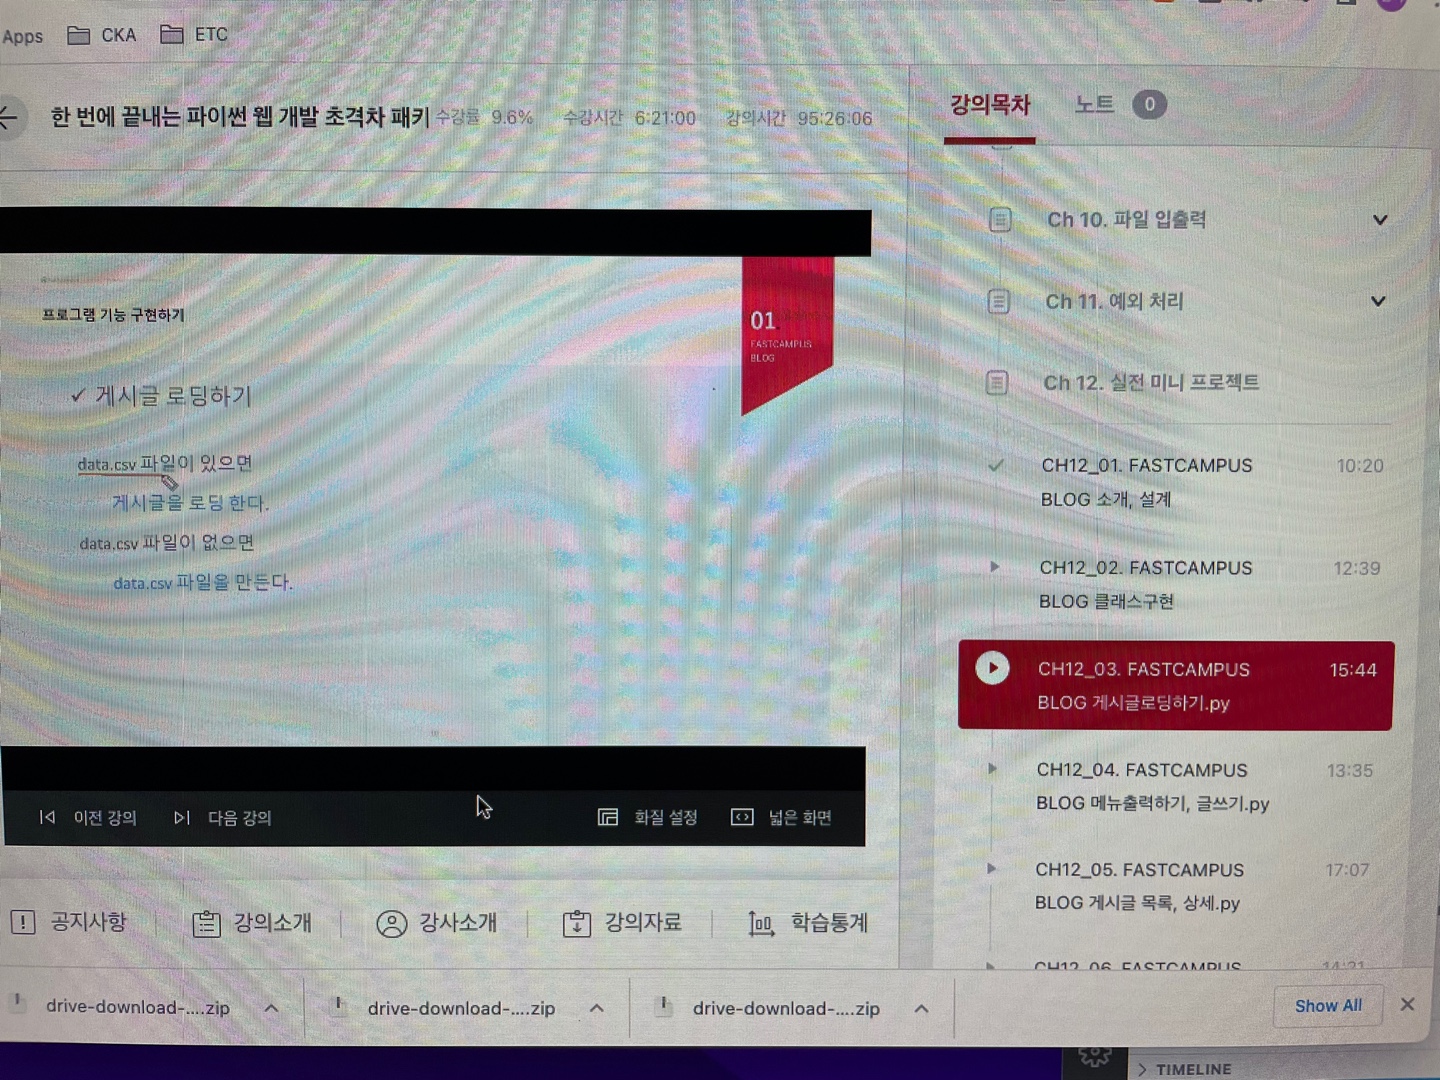 Apps CKA ETC
한 번에 끝내는 파이썬 웹 개발 초격차 패키 수강률 9.6% 수강시간 6:21:00 강의시간 95:26:06
강의목차 노트 0
프로그램 기능 구현하기
01
FASTCAMPUS
BLOG
✓ 게시글 로딩하기
data.csv 파일이 있으면
게시글을 로딩 한다.
data.csv 파일이 없으면
data.csv 파일을 만든다.
이전 강의 다음 강의 화질 설정 넓은 화면
공지사항 강의소개 강사소개 강의자료 학습통계
Ch 10. 파일 입출력
Ch 11. 예외 처리
Ch 12. 실전 미니 프로젝트
CH12_01. FASTCAMPUS 10:20
BLOG 소개, 설계
CH12_02. FASTCAMPUS 12:39
BLOG 클래스구현
CH12_03. FASTCAMPUS 15:44
BLOG 게시글로딩하기.py
CH12_04. FASTCAMPUS 13:35
BLOG 메뉴출력하기, 글쓰기.py
CH12_05. FASTCAMPUS 17:07
BLOG 게시글 목록, 상세.py
CH12_06. FASTCAMPUS 14:21
drive-download-....zip drive-download-....zip drive-download-....zip Show All
TIMELINE